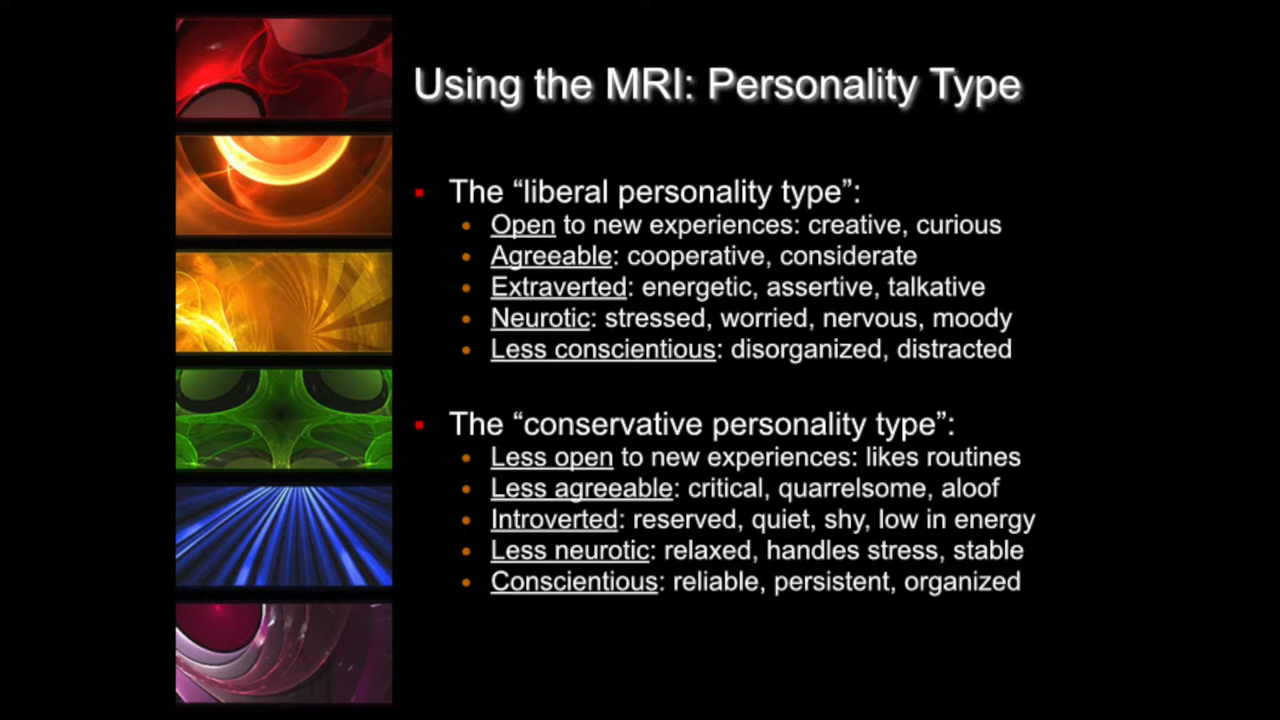 Using the MRI: Personality Type
The “liberal personality type”:
Open to new experiences: creative, curious
Agreeable: cooperative, considerate
Extraverted: energetic, assertive, talkative
Neurotic: stressed, worried, nervous, moody
Less conscientious: disorganized, distracted
The “conservative personality type”:
Less open to new experiences: likes routines
Less agreeable: critical, quarrelsome, aloof
Introverted: reserved, quiet, shy, low in energy
Less neurotic: relaxed, handles stress, stable
Conscientious: reliable, persistent, organized